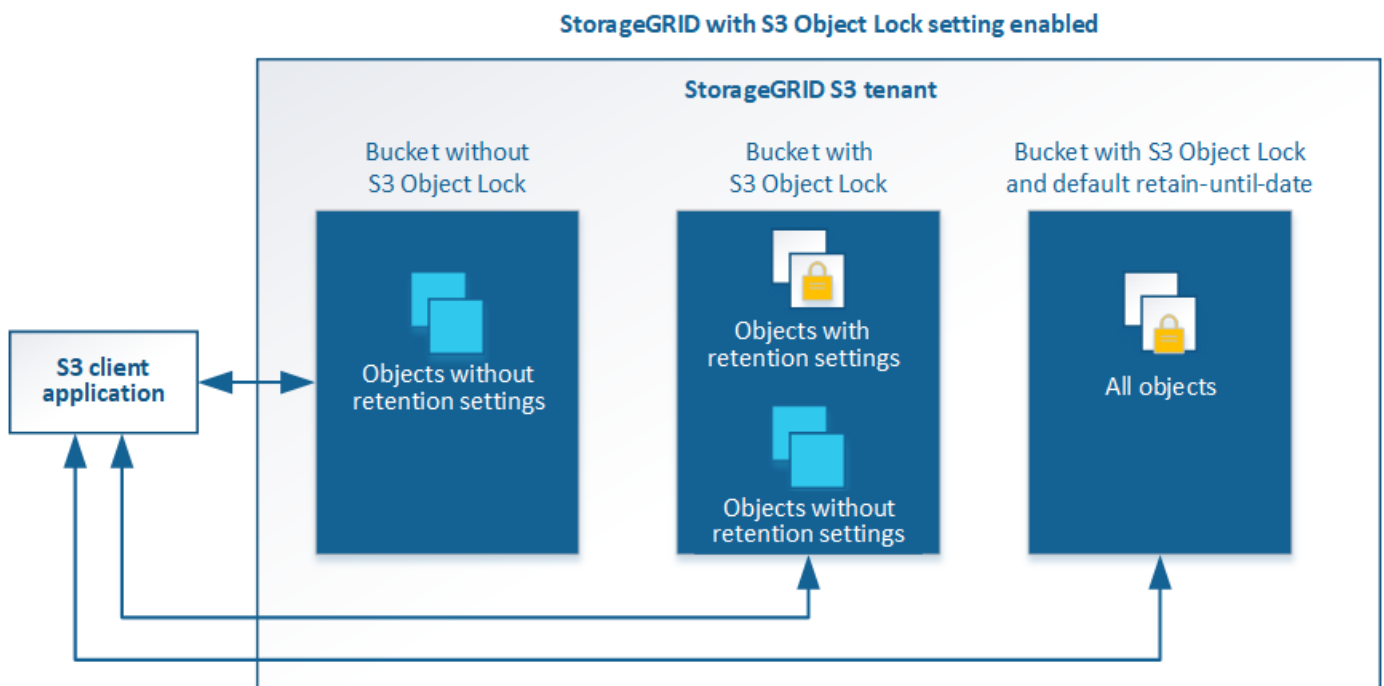 StorageGRID with S3 Object Lock setting enabled
StorageGRID S3 tenant
Bucket without
S3 Object Lock
Objects without
retention settings
Bucket with
S3 Object Lock
Objects with
retention settings
Objects without
retention settings
Bucket with S3 Object Lock
and default retain-until-date
All objects
S3 client
application